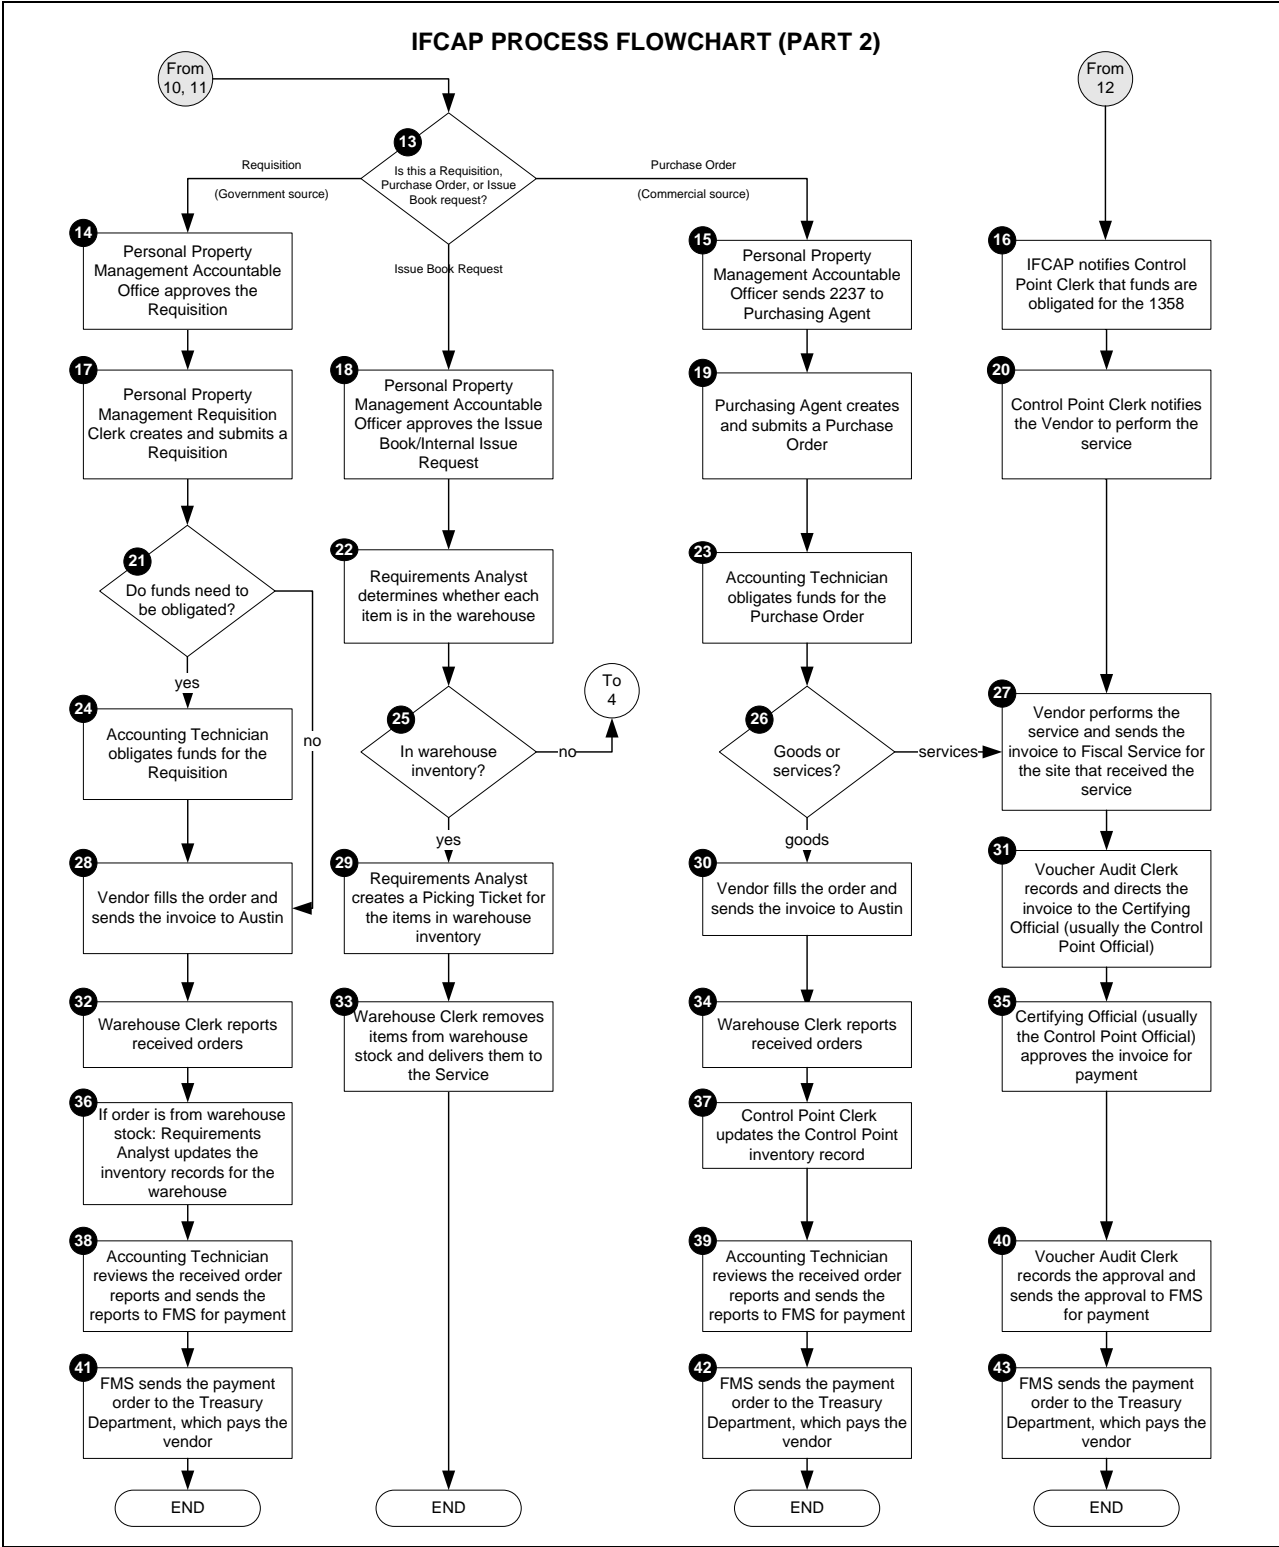 IFCAP PROCESS FLOWCHART (PART 2)
From
10, 11
From
12
13
Is this a Requisition,
Purchase Order, or Issue
Book request?
Requisition
(Government source)
Purchase Order
(Commercial source)
Issue Book Request
14
Personal Property
Management Accountable
Office approves the
Requisition
15
Personal Property
Management Accountable
Officer sends 2237 to
Purchasing Agent
16
IFCAP notifies Control
Point Clerk that funds are
obligated for the 1358
17
Personal Property
Management Requisition
Clerk creates and submits a
Requisition
18
Personal Property
Management Accountable
Officer approves the Issue
Book/Internal Issue
Request
19
Purchasing Agent creates
and submits a Purchase
Order
20
Control Point Clerk notifies
the Vendor to perform the
service
21
Do funds need to
be obligated?
yes
no
22
Requirements Analyst
determines whether each
item is in the warehouse
23
Accounting Technician
obligates funds for the
Purchase Order
24
Accounting Technician
obligates funds for the
Requisition
25
In warehouse
inventory?
no
To
4
yes
26
Goods or
services?
services
goods
27
Vendor performs the
service and sends the
invoice to Fiscal Service for
the site that received the
service
28
Vendor fills the order and
sends the invoice to Austin
29
Requirements Analyst
creates a Picking Ticket for
the items in warehouse
inventory
30
Vendor fills the order and
sends the invoice to Austin
31
Voucher Audit Clerk
records and directs the
invoice to the Certifying
Official (usually the Control
Point Official)
32
Warehouse Clerk reports
received orders
33
Warehouse Clerk removes
items from warehouse
stock and delivers them to
the Service
34
Warehouse Clerk reports
received orders
35
Certifying Official (usually
the Control Point Official)
approves the invoice for
payment
36
If order is from warehouse
stock: Requirements
Analyst updates the
inventory records for the
warehouse
37
Control Point Clerk
updates the Control Point
inventory record
38
Accounting Technician
reviews the received order
reports and sends the
reports to FMS for payment
39
Accounting Technician
reviews the received order
reports and sends the
reports to FMS for payment
40
Voucher Audit Clerk
records the approval and
sends the approval to FMS
for payment
41
FMS sends the payment
order to the Treasury
Department, which pays the
vendor
42
FMS sends the payment
order to the Treasury
Department, which pays the
vendor
43
FMS sends the payment
order to the Treasury
Department, which pays the
vendor
END
END
END
END